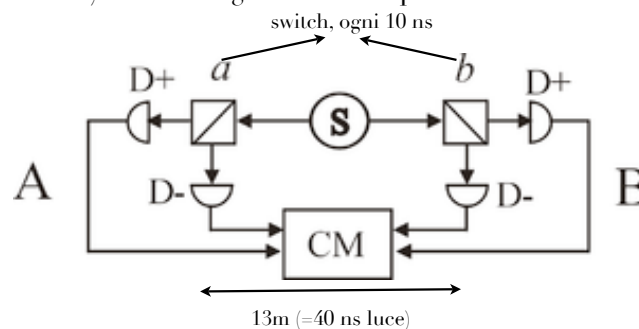 switch, ogni 10 ns
a b
D+ D+
S
A B
D- D-
CM
13m (=40 ns luce)